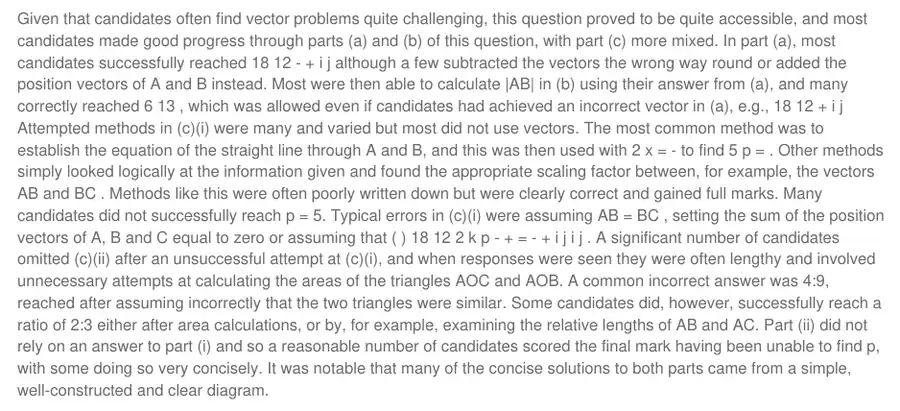 Given that candidates often find vector problems quite challenging, this question proved to be quite accessible, and most
candidates made good progress through parts (a) and (b) of this question, with part (c) more mixed. In part (a), most
candidates successfully reached 18 12 - + i j although a few subtracted the vectors the wrong way round or added the
position vectors of A and B instead. Most were then able to calculate |AB| in (b) using their answer from (a), and many
correctly reached 6 13 , which was allowed even if candidates had achieved an incorrect vector in (a), e.g., 18 12 + i j
Attempted methods in (c)(i) were many and varied but most did not use vectors. The most common method was to
establish the equation of the straight line through A and B, and this was then used with 2 x = - to find 5 p = . Other methods
simply looked logically at the information given and found the appropriate scaling factor between, for example, the vectors
AB and BC . Methods like this were often poorly written down but were clearly correct and gained full marks. Many
candidates did not successfully reach p = 5. Typical errors in (c)(i) were assuming AB = BC , setting the sum of the position
vectors of A, B and C equal to zero or assuming that ( ) 18 12 2 k p - + = - + i j i j . A significant number of candidates
omitted (c)(ii) after an unsuccessful attempt at (c)(i), and when responses were seen they were often lengthy and involved
unnecessary attempts at calculating the areas of the triangles AOC and AOB. A common incorrect answer was 4:9,
reached after assuming incorrectly that the two triangles were similar. Some candidates did, however, successfully reach a
ratio of 2:3 either after area calculations, or by, for example, examining the relative lengths of AB and AC. Part (ii) did not
rely on an answer to part (i) and so a reasonable number of candidates scored the final mark having been unable to find p,
with some doing so very concisely. It was notable that many of the concise solutions to both parts came from a simple,
well-constructed and clear diagram.